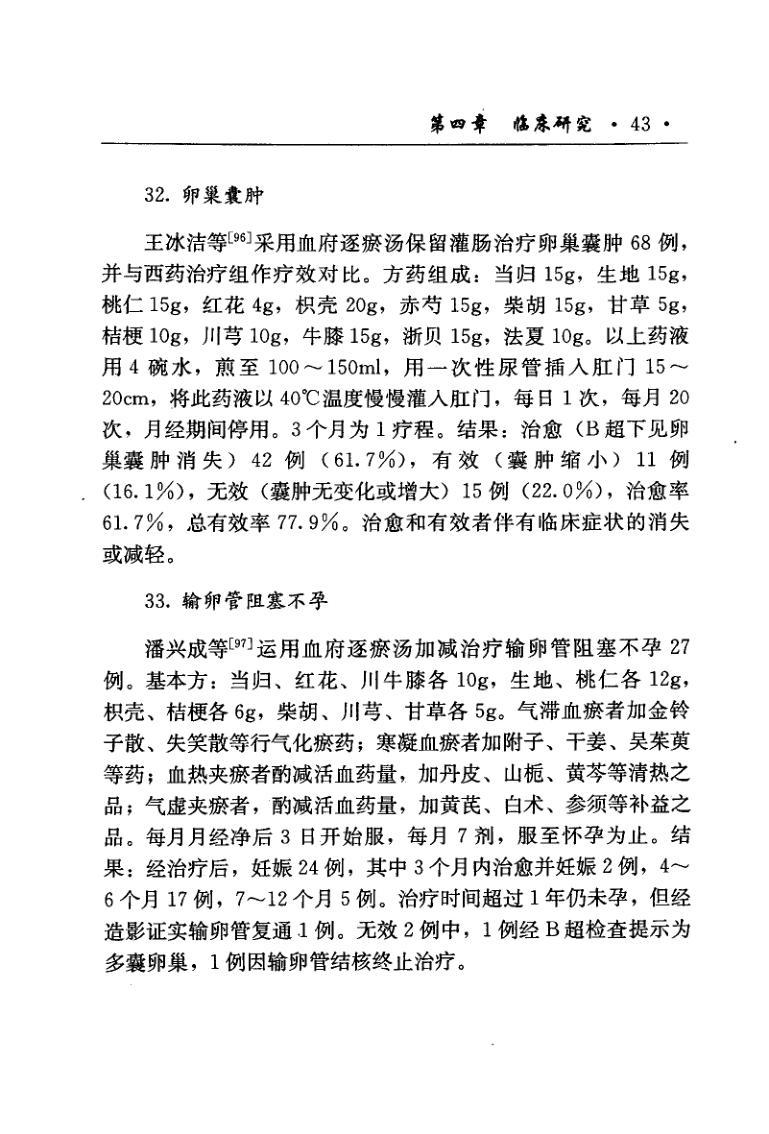 第四章 临床研究 · 43 ·
32. 卵巢囊肿
王冰洁等[96]采用血府逐瘀汤保留灌肠治疗卵巢囊肿 68 例，
并与西药治疗组作疗效对比。方药组成：当归 15g，生地 15g，
桃仁 15g，红花 4g，枳壳 20g，赤芍 15g，柴胡 15g，甘草 5g，
桔梗 10g，川芎 10g，牛膝 15g，浙贝 15g，法夏 10g。以上药液
用 4 碗水，煎至 100～150ml，用一次性尿管插入肛门 15～
20cm，将此药液以 40℃温度慢慢灌入肛门，每日 1 次，每月 20
次，月经期间停用。3 个月为 1 疗程。结果：治愈（B 超下见卵
巢囊肿消失）42 例（61.7%），有效（囊肿缩小）11 例
（16.1%），无效（囊肿无变化或增大）15 例（22.0%），治愈率
61.7%，总有效率 77.9%。治愈和有效者伴有临床症状的消失
或减轻。
33. 输卵管阻塞不孕
潘兴成等[97]运用血府逐瘀汤加减治疗输卵管阻塞不孕 27
例。基本方：当归、红花、川牛膝各 10g，生地、桃仁各 12g，
枳壳、桔梗各 6g，柴胡、川芎、甘草各 5g。气滞血瘀者加金铃
子散、失笑散等行气化瘀药；寒凝血瘀者加附子、干姜、吴茱萸
等药；血热夹瘀者酌减活血药量，加丹皮、山栀、黄芩等清热之
品；气虚夹瘀者，酌减活血药量，加黄芪、白术、参须等补益之
品。每月月经净后 3 日开始服，每月 7 剂，服至怀孕为止。结
果：经治疗后，妊娠 24 例，其中 3 个月内治愈并妊娠 2 例，4～
6 个月 17 例，7～12 个月 5 例。治疗时间超过 1 年仍未孕，但经
造影证实输卵管复通 1 例。无效 2 例中，1 例经 B 超检查提示为
多囊卵巢，1 例因输卵管结核终止治疗。